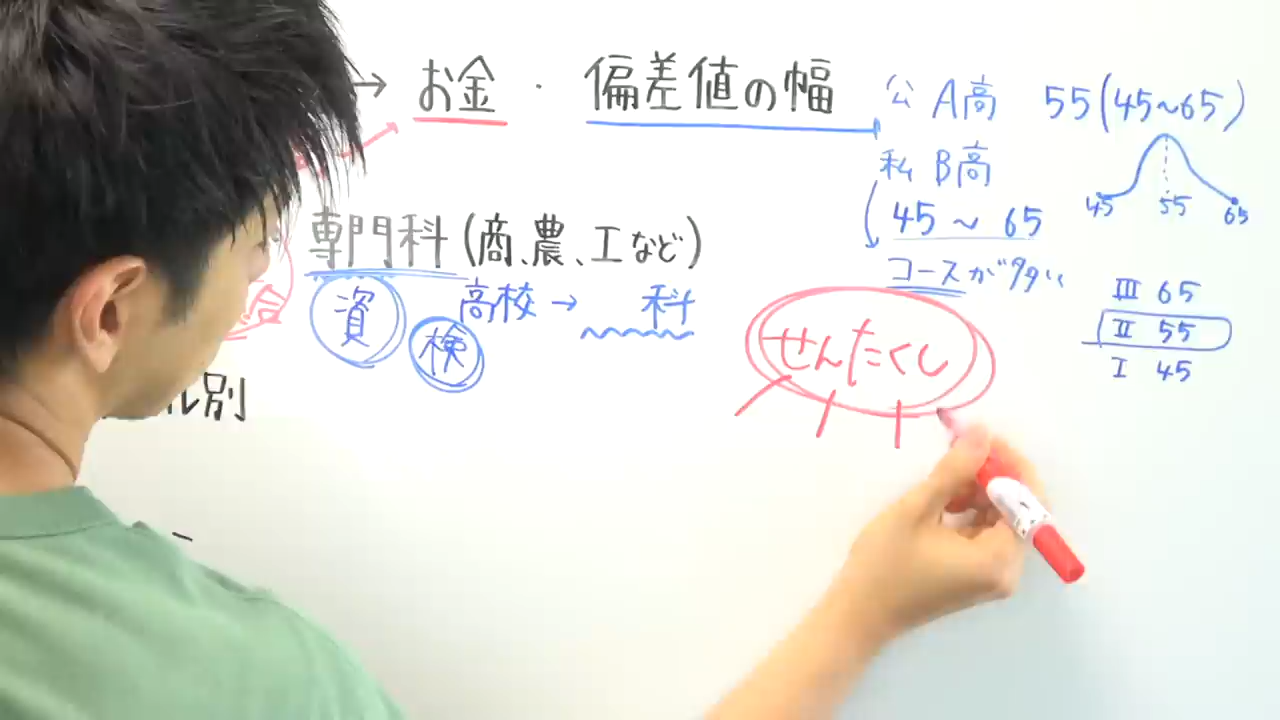 → お金・偏差値の幅
公 A高 55(45～65)
私 B高
45 55 65
45 ～ 65
コースが多い
専門科(商、農、工など)
資 検 高校→ 科
Ⅲ 65
Ⅱ 55
Ⅰ 45
せんたくし
ル別